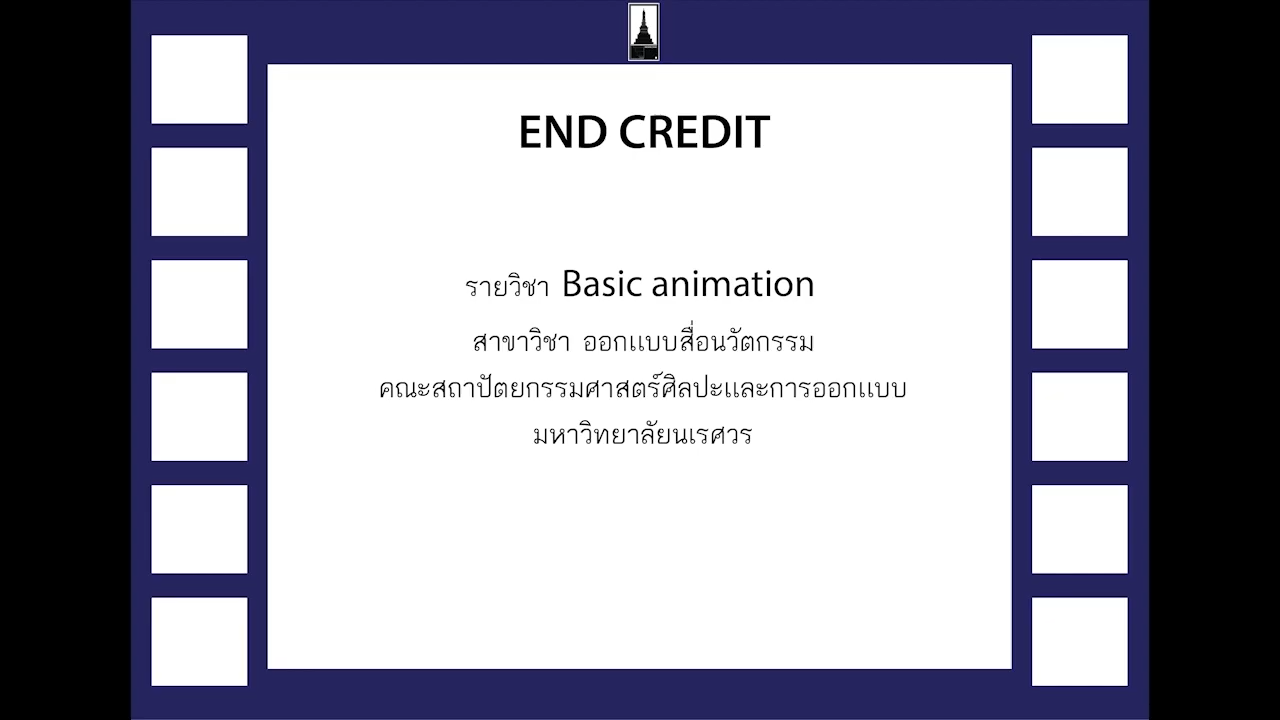 END CREDIT
รายวิชา Basic animation
สาขาวิชา ออกแบบสื่อนวัตกรรม
คณะสถาปัตยกรรมศาสตร์ศิลปะและการออกแบบ
มหาวิทยาลัยนเรศวร